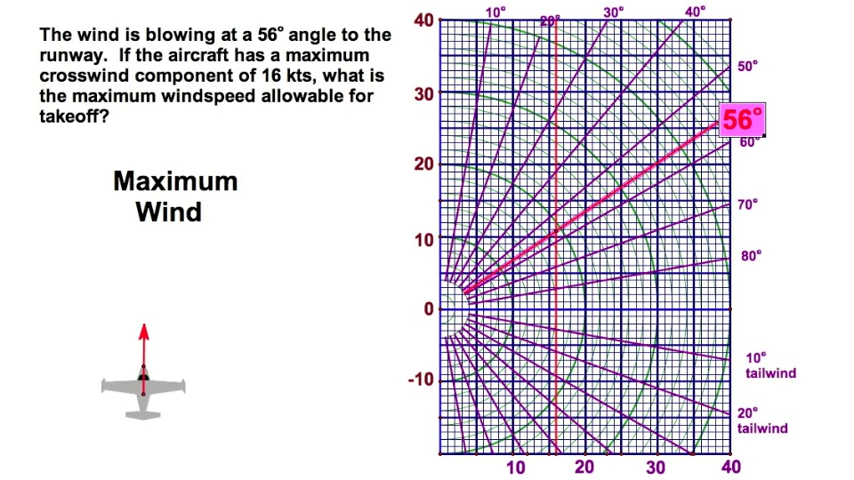 The wind is blowing at a 56° angle to the
runway. If the aircraft has a maximum
crosswind component of 16 kts, what is
the maximum windspeed allowable for
takeoff?
Maximum
Wind
10°
20°
30°
40°
50°
56°
60°
70°
80°
10°
tailwind
20°
tailwind
40
30
20
10
0
-10
10
20
30
40